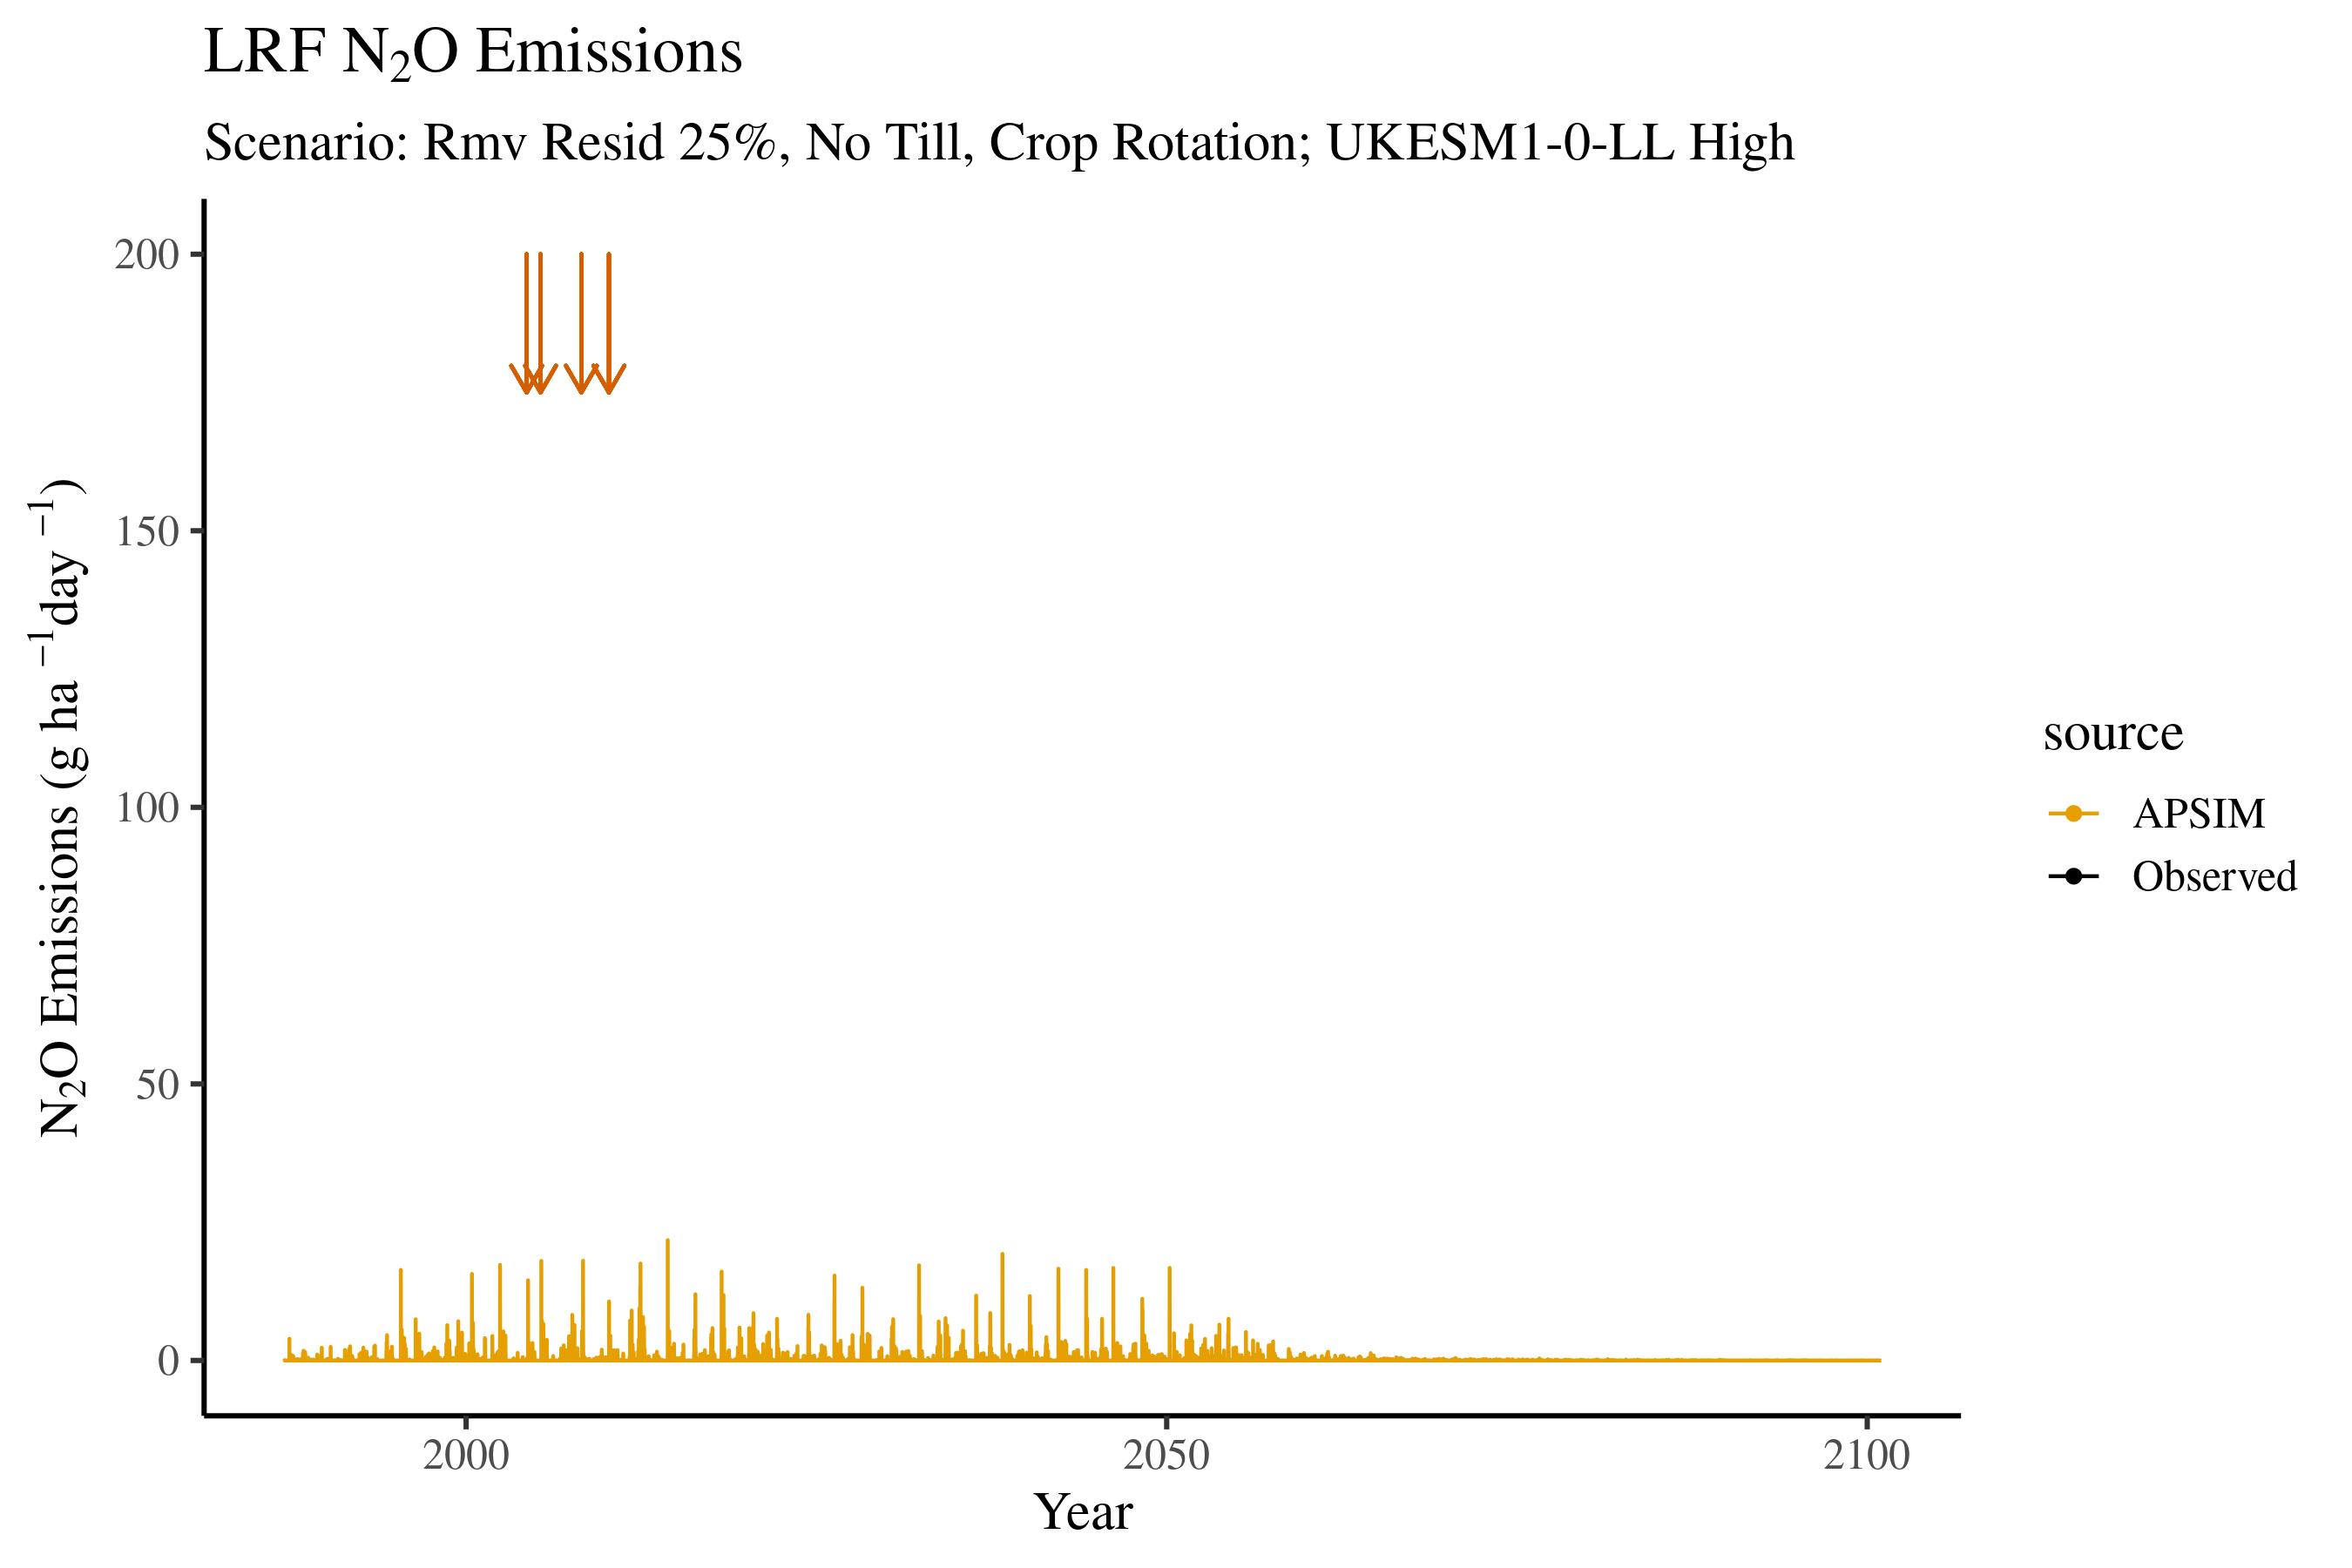 LRF N₂O Emissions
Scenario: Rmv Resid 25%, No Till, Crop Rotation; UKESM1-0-LL High
N₂O Emissions (g ha ⁻¹day ⁻¹)
200
150
100
50
0
2000
2050
2100
Year
source
APSIM
Observed